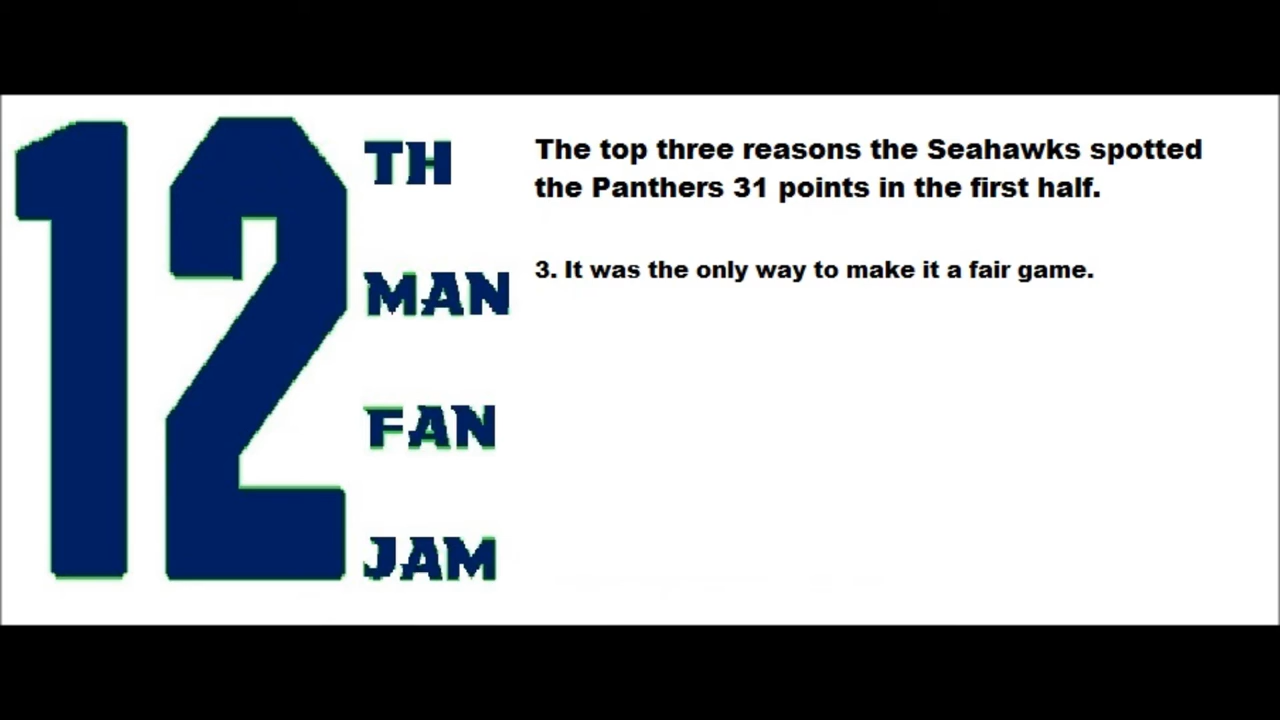 12
TH
MAN
FAN
JAM
The top three reasons the Seahawks spotted
the Panthers 31 points in the first half.
3. It was the only way to make it a fair game.